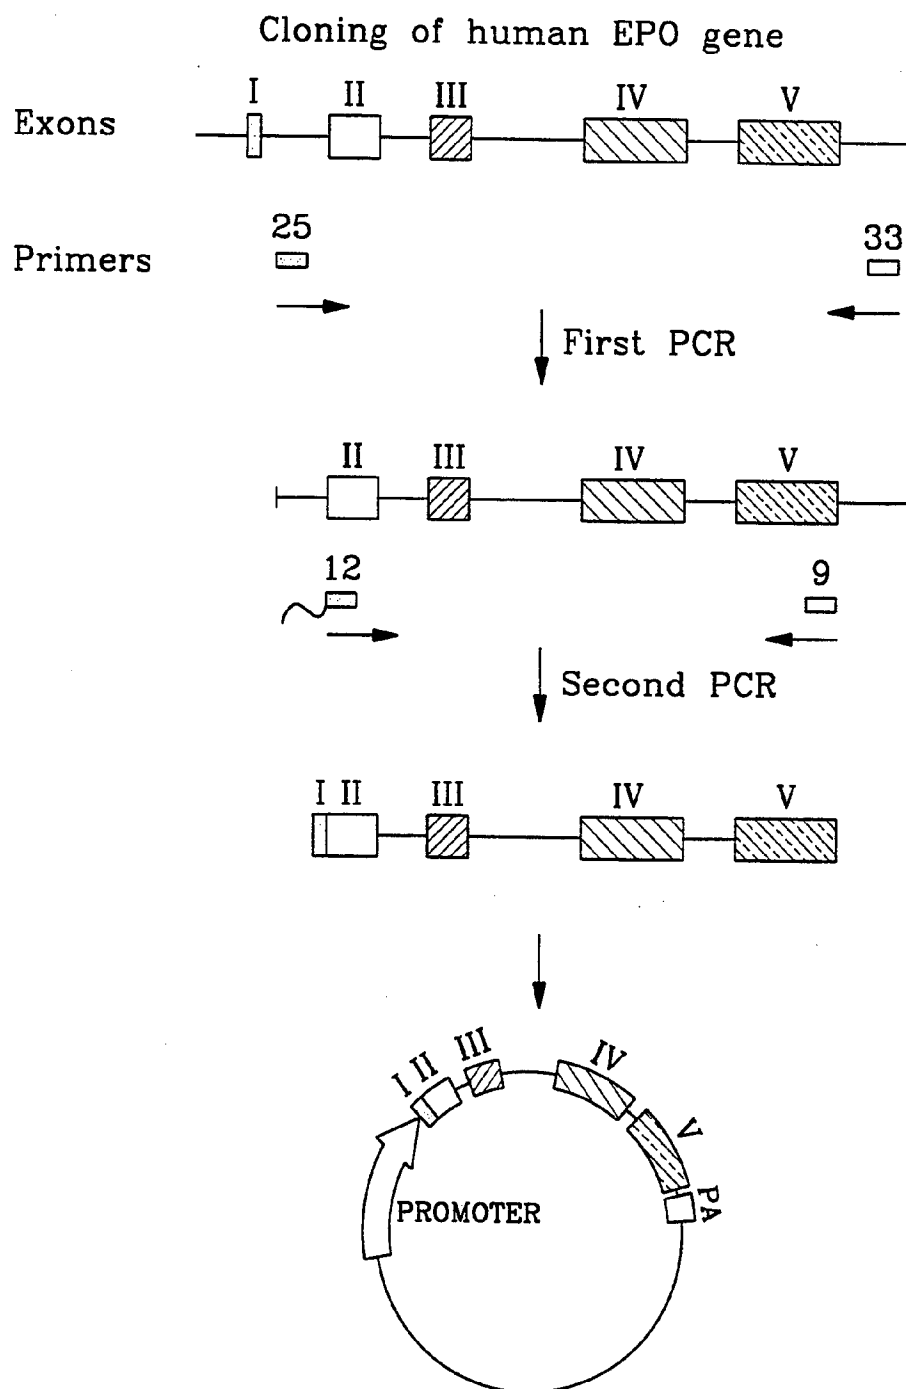 Cloning of human EPO gene
I II III IV V
Exons
25 33
Primers
First PCR
II III IV V
12 9
Second PCR
I II III IV V
I II III IV V PA
PROMOTER